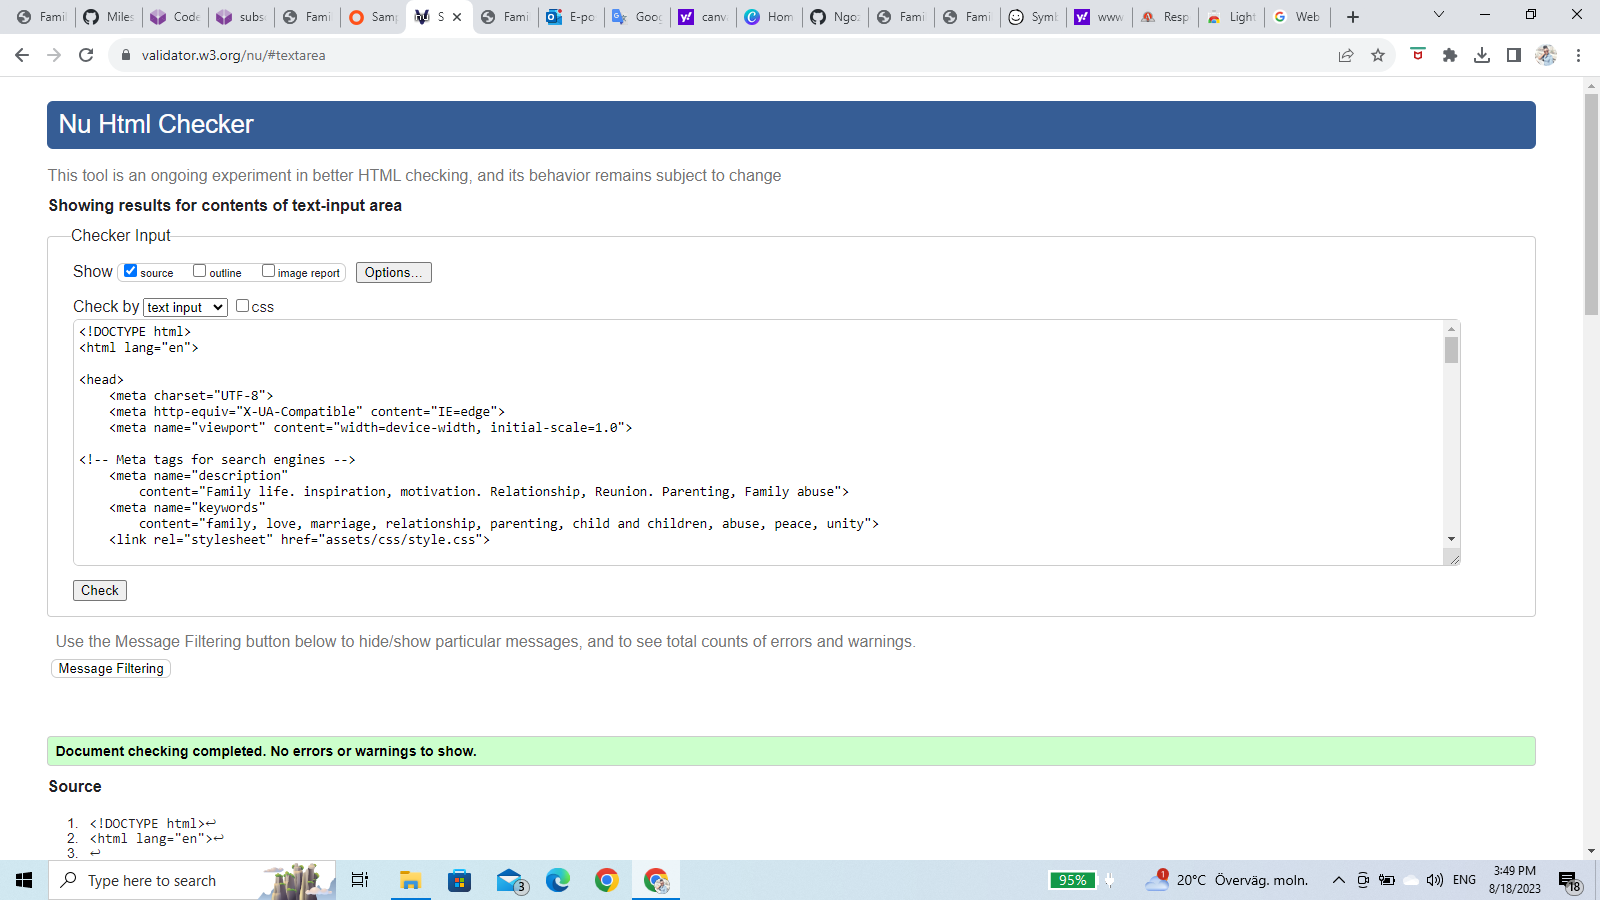 Famil
Miles
Code
subs
Famil
Samp
S
Fami
E-po
Goog
canv
Hom
Ngoz
Fami
Fami
Symb
www
Resp
Light
Web
validator.w3.org/nu/#textarea
Nu Html Checker
This tool is an ongoing experiment in better HTML checking, and its behavior remains subject to change
Showing results for contents of text-input area
Checker Input
Show source outline image report Options...
Check by text input css
<!DOCTYPE html>
<html lang="en">
<head>
<meta charset="UTF-8">
<meta http-equiv="X-UA-Compatible" content="IE=edge">
<meta name="viewport" content="width=device-width, initial-scale=1.0">
<!-- Meta tags for search engines -->
<meta name="description"
content="Family life. inspiration, motivation. Relationship, Reunion. Parenting, Family abuse">
<meta name="keywords"
content="family, love, marriage, relationship, parenting, child and children, abuse, peace, unity">
<link rel="stylesheet" href="assets/css/style.css">
Check
Use the Message Filtering button below to hide/show particular messages, and to see total counts of errors and warnings.
Message Filtering
Document checking completed. No errors or warnings to show.
Source
1. <!DOCTYPE html>↩
2. <html lang="en">↩
3. ↩
Type here to search
3
95%
1
20°C Överväg. moln.
ENG
3:49 PM
8/18/2023
18